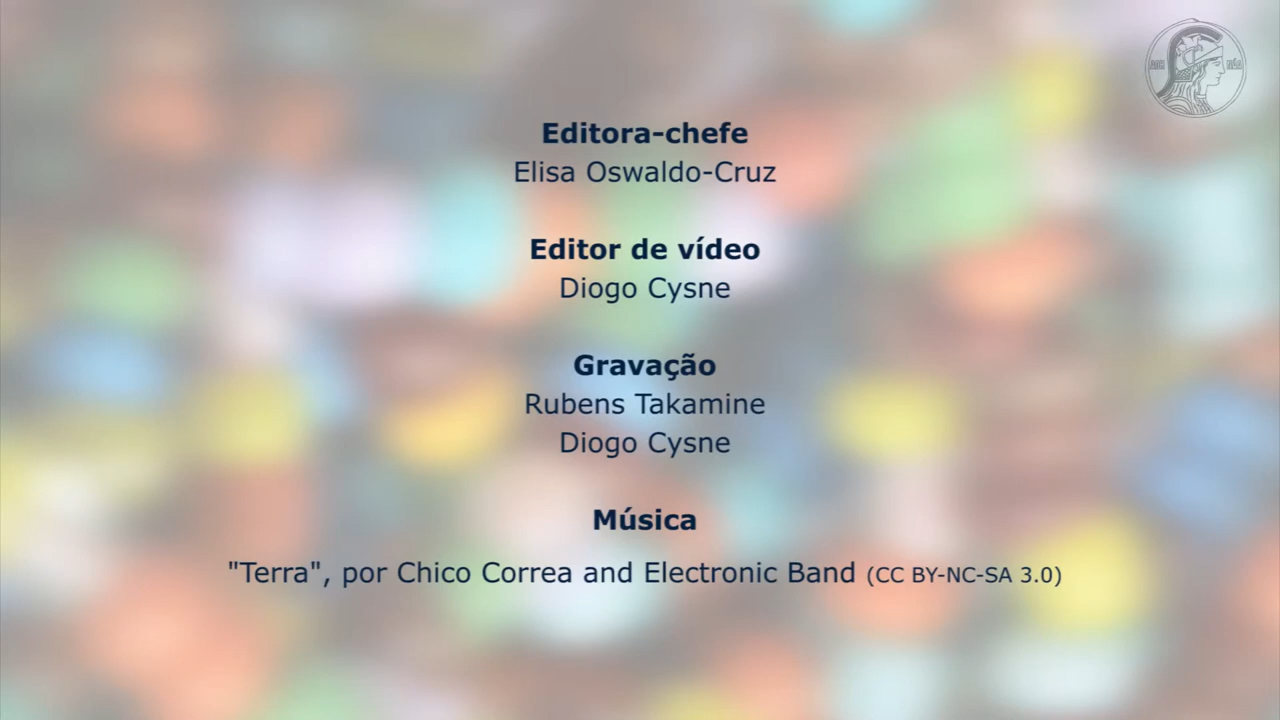 Editora-chefe
Elisa Oswaldo-Cruz
Editor de vídeo
Diogo Cysne
Gravação
Rubens Takamine
Diogo Cysne
Música
"Terra", por Chico Correa and Electronic Band (CC BY-NC-SA 3.0)